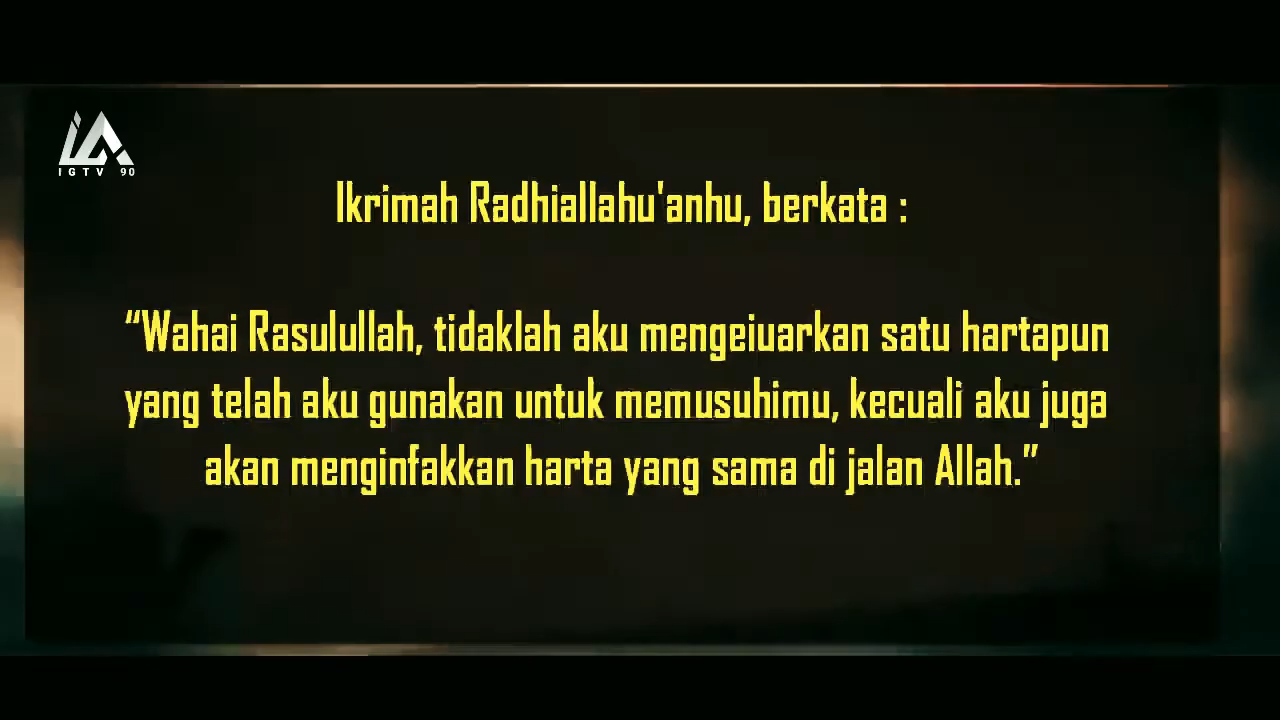 IGTV 90
Ikrimah Radhiallahu'anhu, berkata :
“Wahai Rasulullah, tidaklah aku mengeiuarkan satu hartapun
yang telah aku gunakan untuk memusuhimu, kecuali aku juga
akan menginfakkan harta yang sama di jalan Allah.”